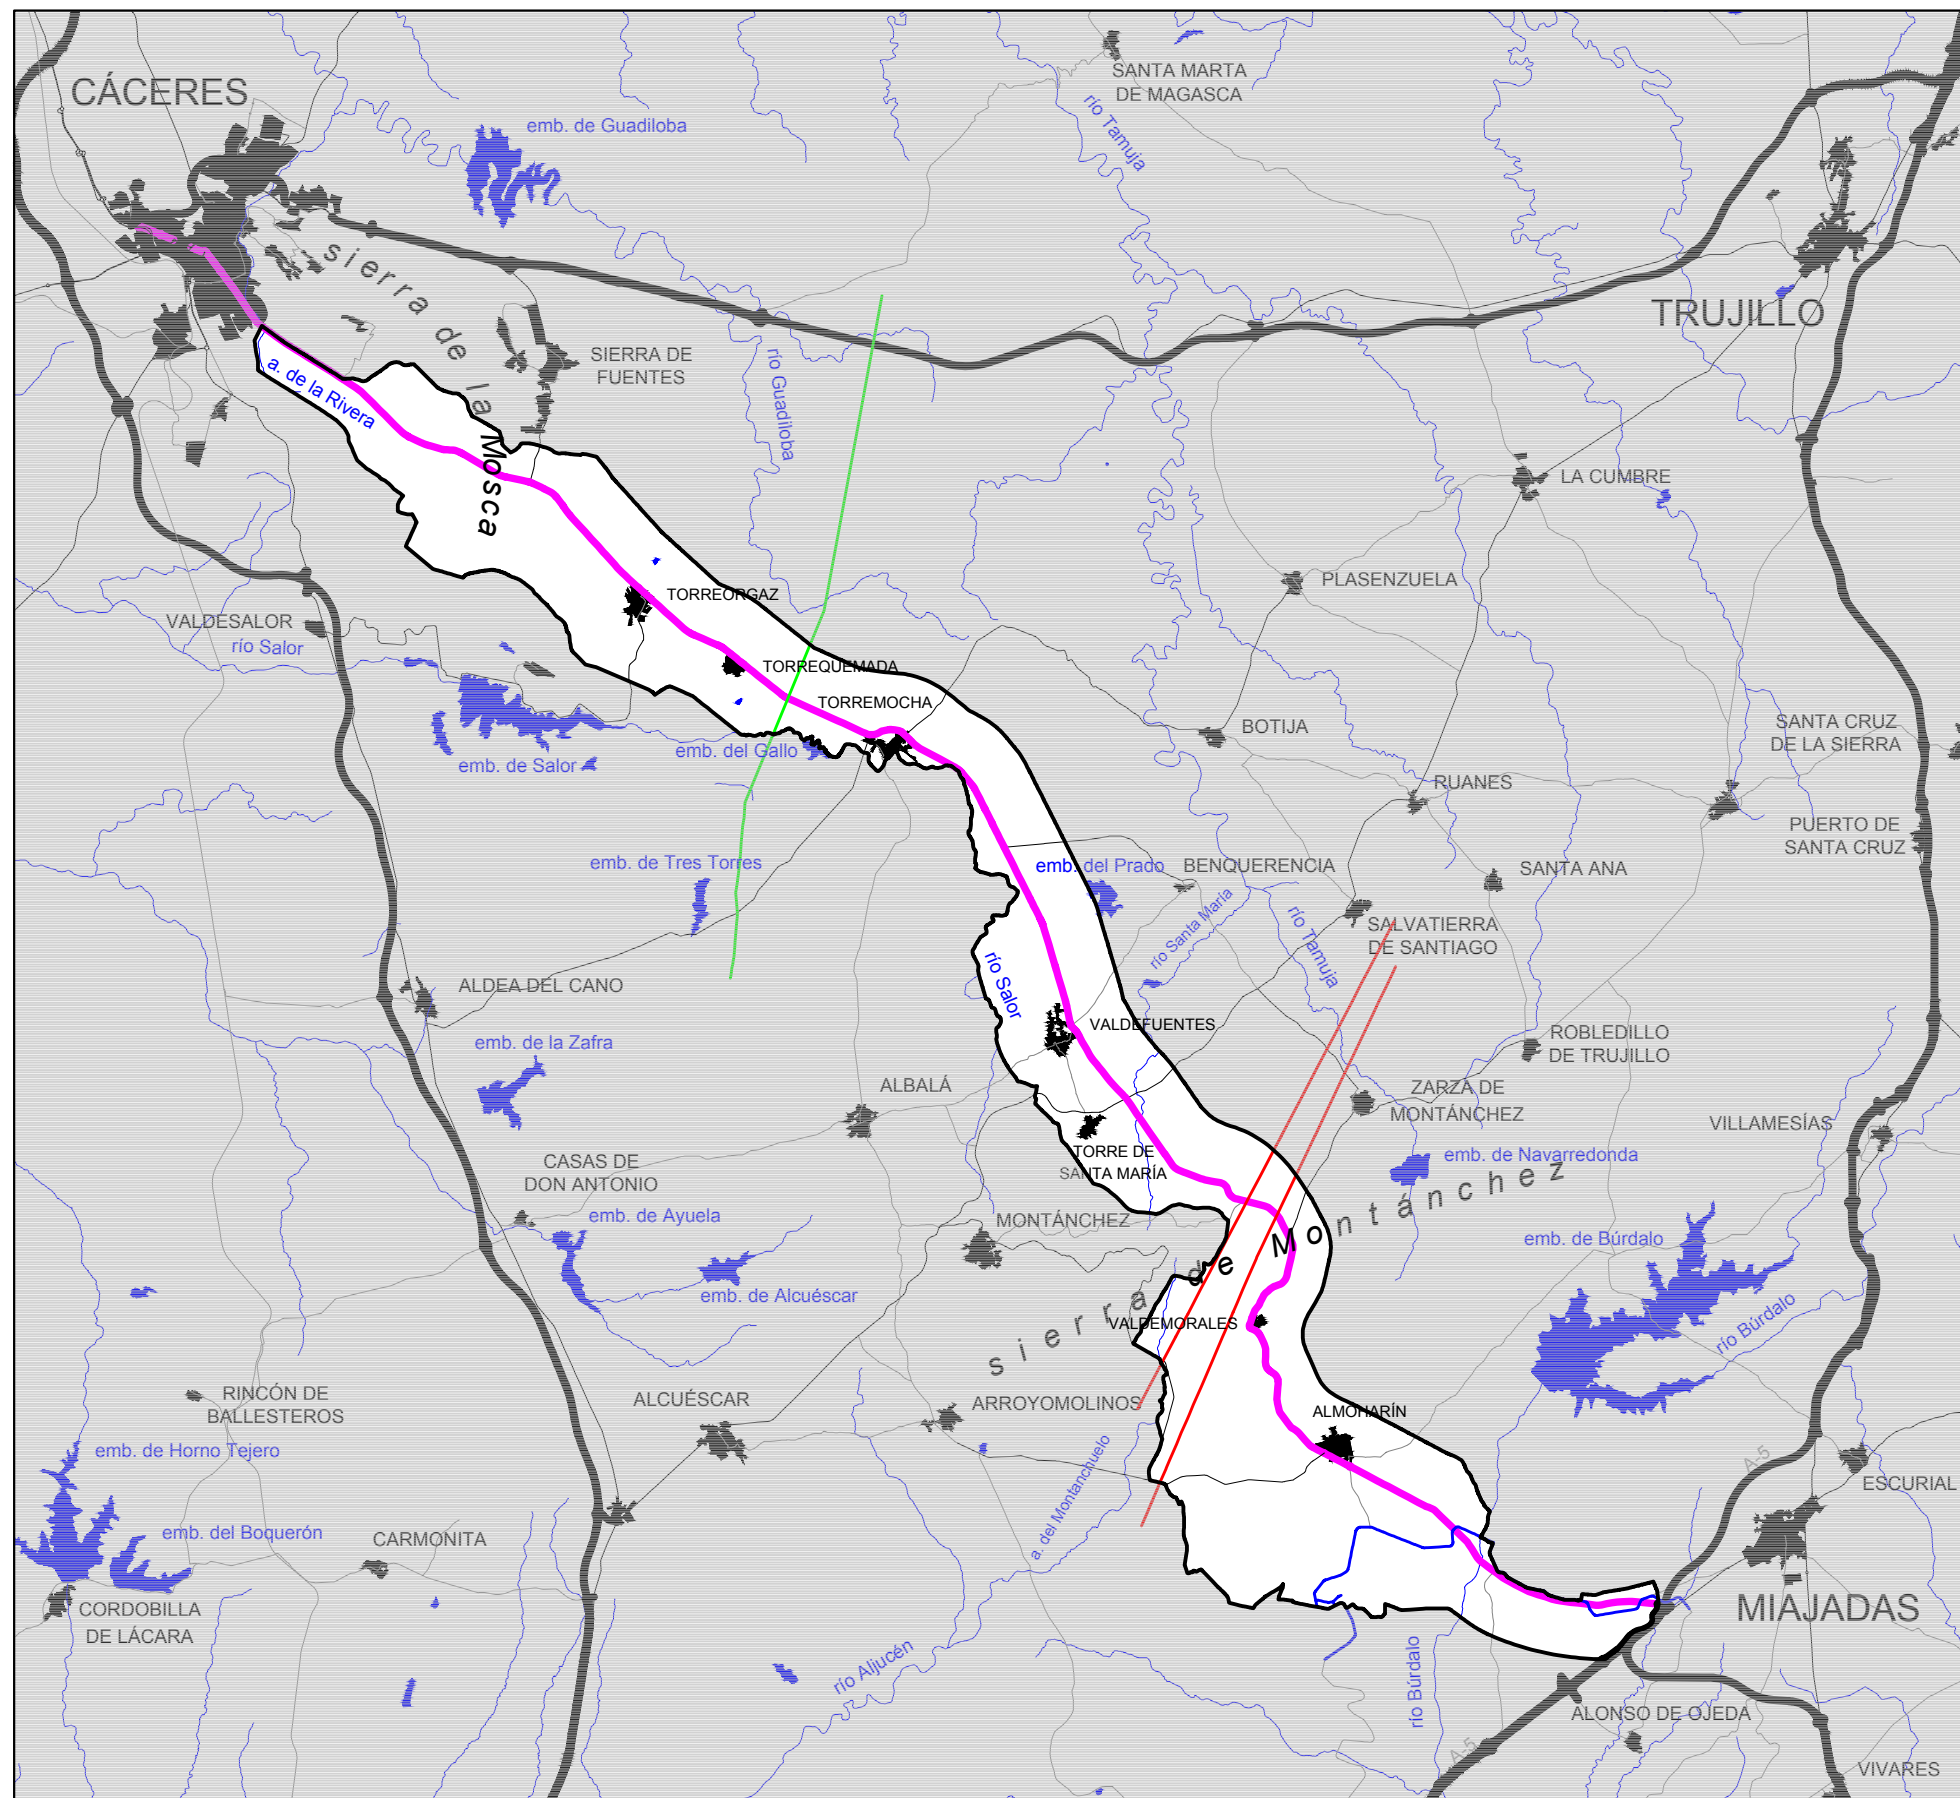 SANTA MARTA
DE MAGASCA
CÁCERES
emb. de Guadiloba
río Tamuja
sierra de la Mosca
TRUJILLO
SIERRA DE
FUENTES
río Guadiloba
a. de la Rivera
LA CUMBRE
PLASENZUELA
TORREORGAZ
VALDESALOR
río Salor
TORREQUEMADA
TORREMOCHA
BOTIJA
SANTA CRUZ
DE LA SIERRA
emb. del Gallo
emb. de Salor
RUANES
PUERTO DE
SANTA CRUZ
emb. de Tres Torres
emb. del Prado
BENQUERENCIA
SANTA ANA
río Santa María
río Tamuja
SALVATIERRA
DE SANTIAGO
río Salor
ALDEA DEL CANO
VALDEFUENTES
ROBLEDILLO
DE TRUJILLO
emb. de la Zafra
ALBALÁ
ZARZA DE
MONTÁNCHEZ
VILLAMESÍAS
TORRE DE
SANTA MARÍA
emb. de Navarredonda
CASAS DE
DON ANTONIO
emb. de Ayuela
MONTÁNCHEZ
sierra de Montánchez
emb. de Búrdalo
emb. de Alcuéscar
VALDEMORALES
río Búrdalo
RINCÓN DE
BALLESTEROS
ALCUÉSCAR
ARROYOMOLINOS
ALMOHARÍN
emb. de Horno Tejero
A-5
ESCURIAL
a. del Montanchuelo
emb. del Boquerón
CARMONITA
CORDOBILLA
DE LÁCARA
MIAJADAS
río Aljucén
río Búrdalo
ALONSO DE OJEDA
A-5
VIVARES